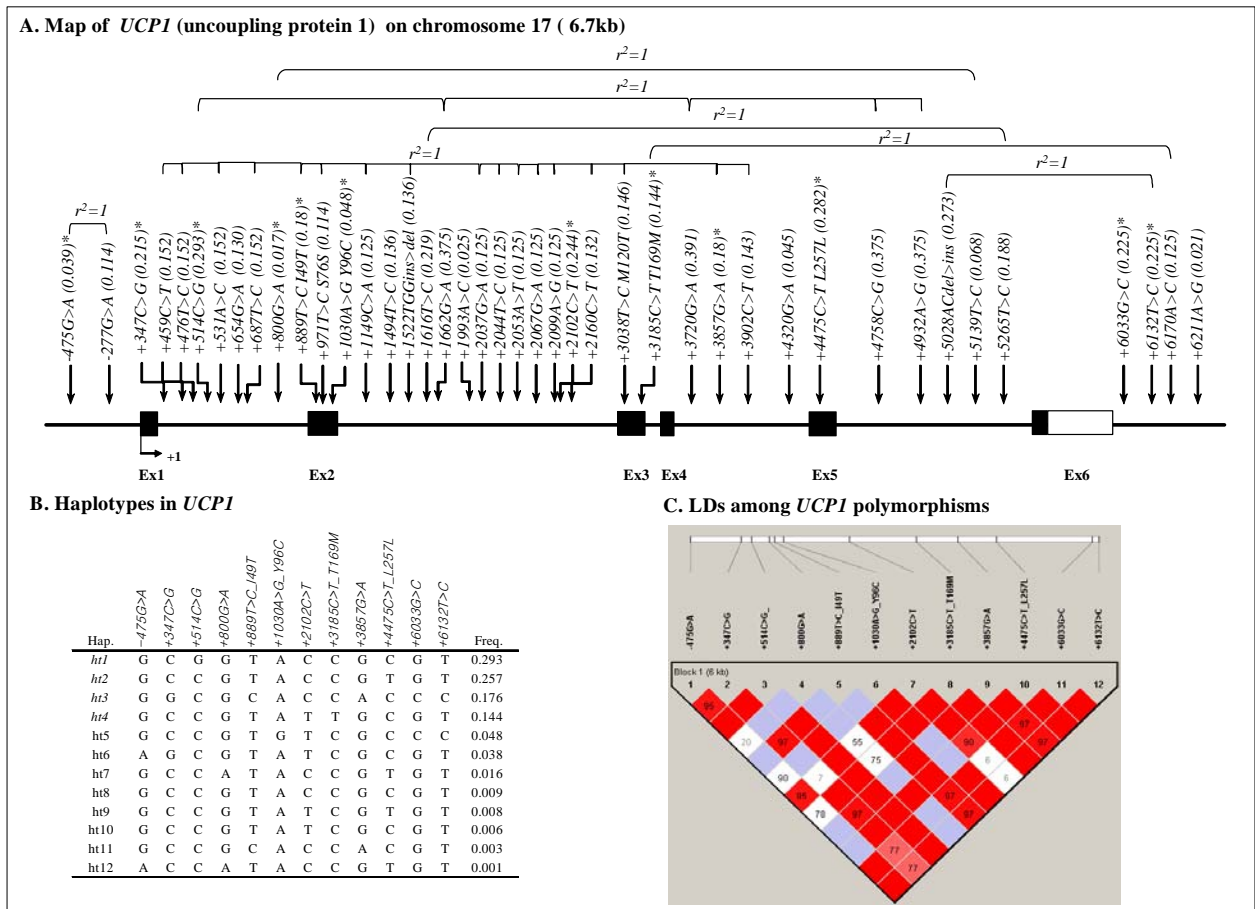 A. Map of UCP1 (uncoupling protein 1) on chromosome 17 ( 6.7kb)
r²=1
r²=1
r²=1
r²=1
r²=1
r²=1
r²=1
-475G>A (0.039)*
-277G>A (0.114)
+347C>G (0.215)*
+459C>T (0.152)
+476T>C (0.152)
+514C>G (0.293)*
+531A>C (0.152)
+654G>A (0.130)
+687T>C (0.152)
+800G>A (0.017)*
+889T>C I49T (0.18)*
+971T>C S76S (0.114)
+1030A>G Y96C (0.048)*
+1149C>A (0.125)
+1494T>C (0.136)
+1522TGGins>del (0.136)
+1616T>C (0.219)
+1662G>A (0.375)
+1993A>C (0.025)
+2037G>A (0.125)
+2044T>C (0.125)
+2053A>T (0.125)
+2067G>A (0.125)
+2099A>G (0.125)
+2102C>T (0.244)*
+2160C>T (0.132)
+3038T>C M120T (0.146)
+3185C>T T169M (0.144)*
+3720G>A (0.391)
+3857G>A (0.18)*
+3902C>T (0.143)
+4320G>A (0.045)
+4475C>T L257L (0.282)*
+4758C>G (0.375)
+4932A>G (0.375)
+5028ACdel>ins (0.273)
+5139T>C (0.068)
+5265T>C (0.188)
+6033G>C (0.225)*
+6132T>C (0.225)*
+6170A>C (0.125)
+6211A>G (0.021)
+1
Ex1 Ex2 Ex3 Ex4 Ex5 Ex6
B. Haplotypes in UCP1
Hap. -475G>A +347C>G +514C>G +800G>A +889T>C_I49T +1030A>G_Y96C +2102C>T +3185C>T_T169M +3857G>A +4475C>T_L257L +6033G>C +6132T>C Freq.
ht1 G C G G T A C C G C G T 0.293
ht2 G C C G T A C C G T G T 0.257
ht3 G G C G C A C C A C C C 0.176
ht4 G C C G T A T T G C G T 0.144
ht5 G C C G T G T C G C C C 0.048
ht6 A G C G T A T C G C G T 0.038
ht7 G C C A T A C C G T G T 0.016
ht8 G C C G T A C C G C G T 0.009
ht9 G C C G T A T C G T G T 0.008
ht10 G C C G T A T C G C G T 0.006
ht11 G C C G C A C C A C G T 0.003
ht12 A C C A T A C C G T G T 0.001
C. LDs among UCP1 polymorphisms
-475G>A
+347C>G
+514C>G_
+800G>A
+889T>C_I49T
+1030A>G_Y96C
+2102C>T
+3185C>T_T169M
+3857G>A
+4475C>T_L257L
+6033G>C
+6132T>C
Block 1 (6 kb)
1 2 3 4 5 6 7 8 9 10 11 12
95
97
20 97 55 90 97
75 6
90 7 6
97
78 97 97
77
77